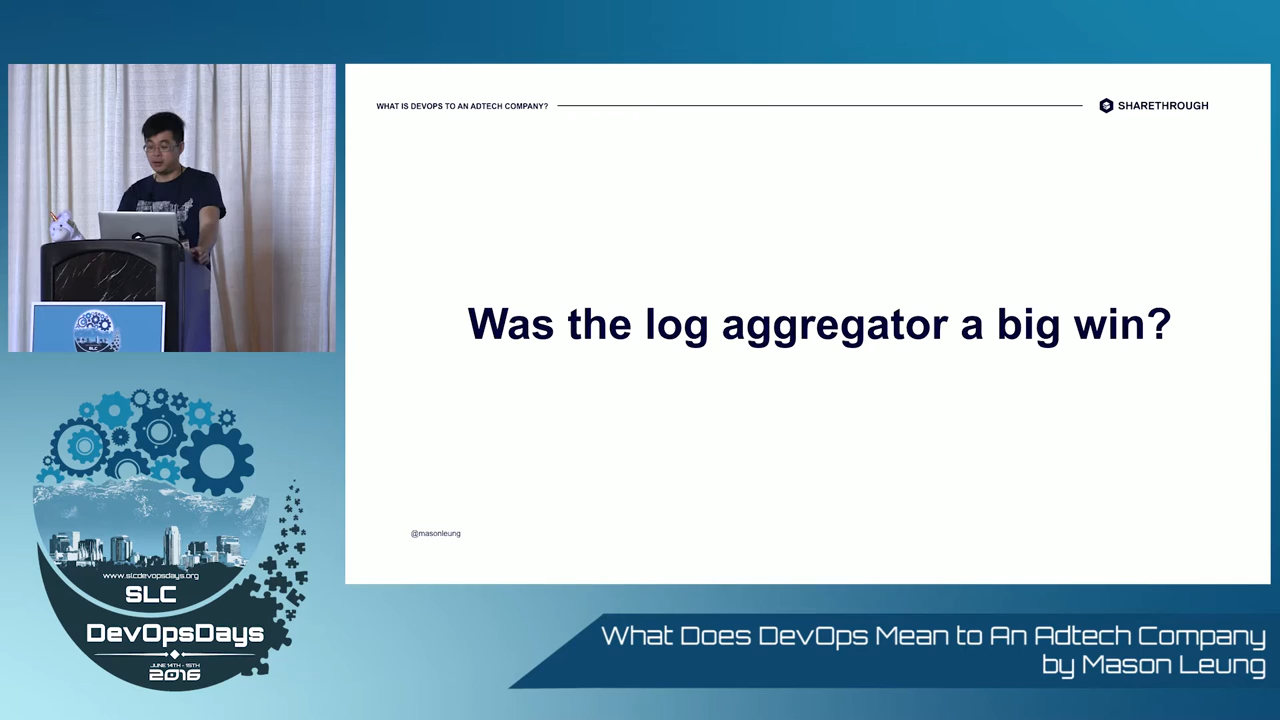 WHAT IS DEVOPS TO AN ADTECH COMPANY?
SHARETHROUGH
Was the log aggregator a big win?
@masonleung
SLC
www.slcdevopsdays.org
SLC
DevOpsDays
JUNE 14TH - 15TH
2016
What Does DevOps Mean to An Adtech Company
by Mason Leung